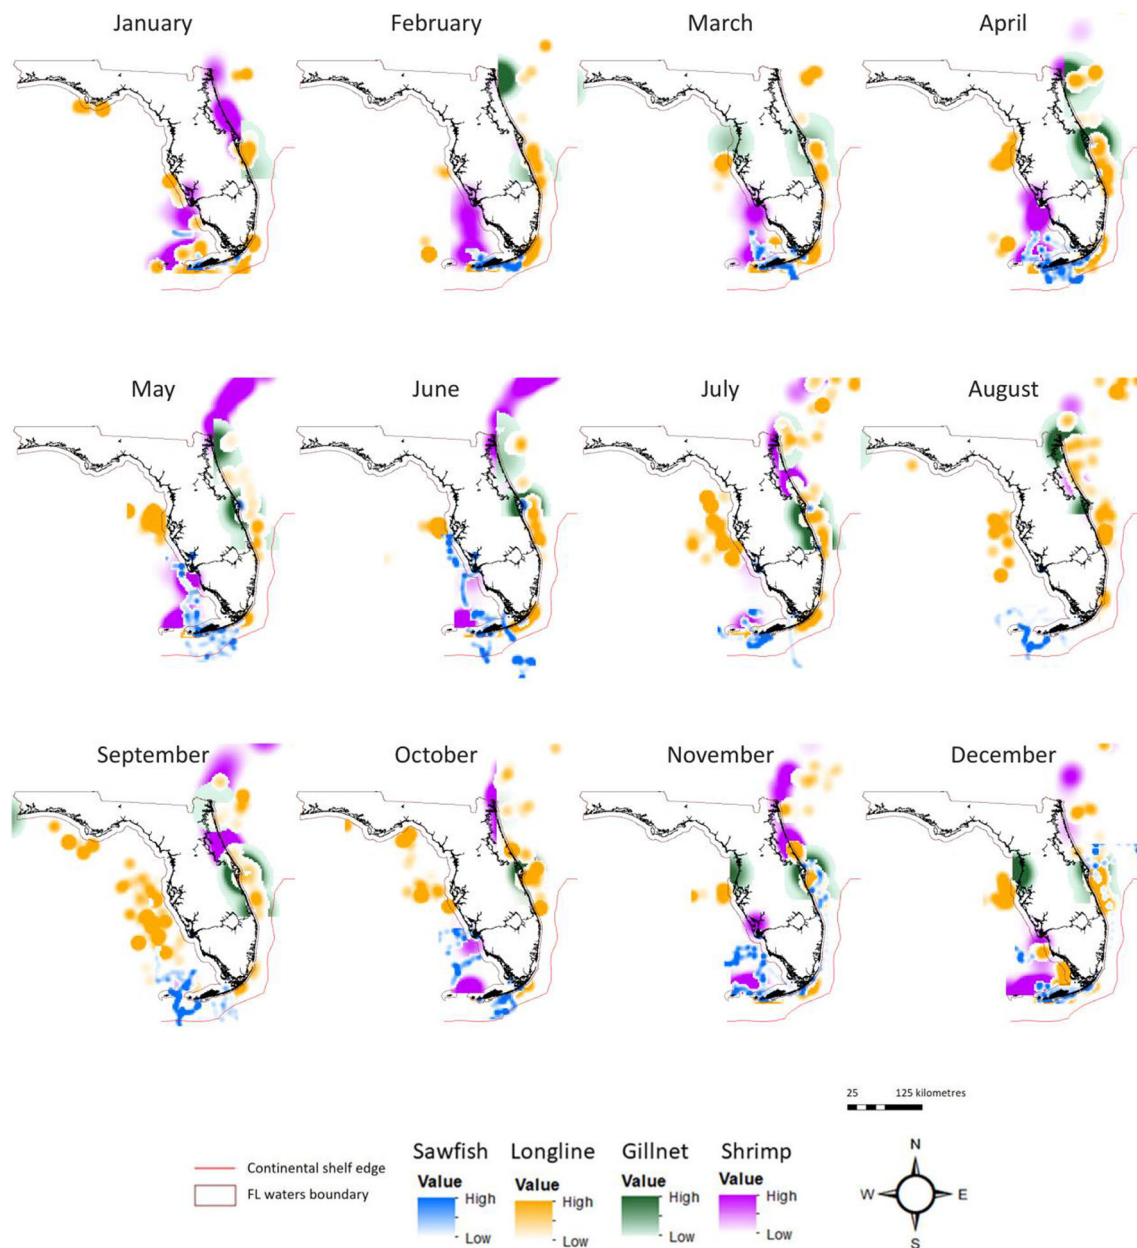 January
February
March
April
May
June
July
August
September
October
November
December
25 125 kilometres
Continental shelf edge
FL waters boundary
Sawfish
Value
High
Low
Longline
Value
High
Low
Gillnet
Value
High
Low
Shrimp
Value
High
Low
N
W E
S